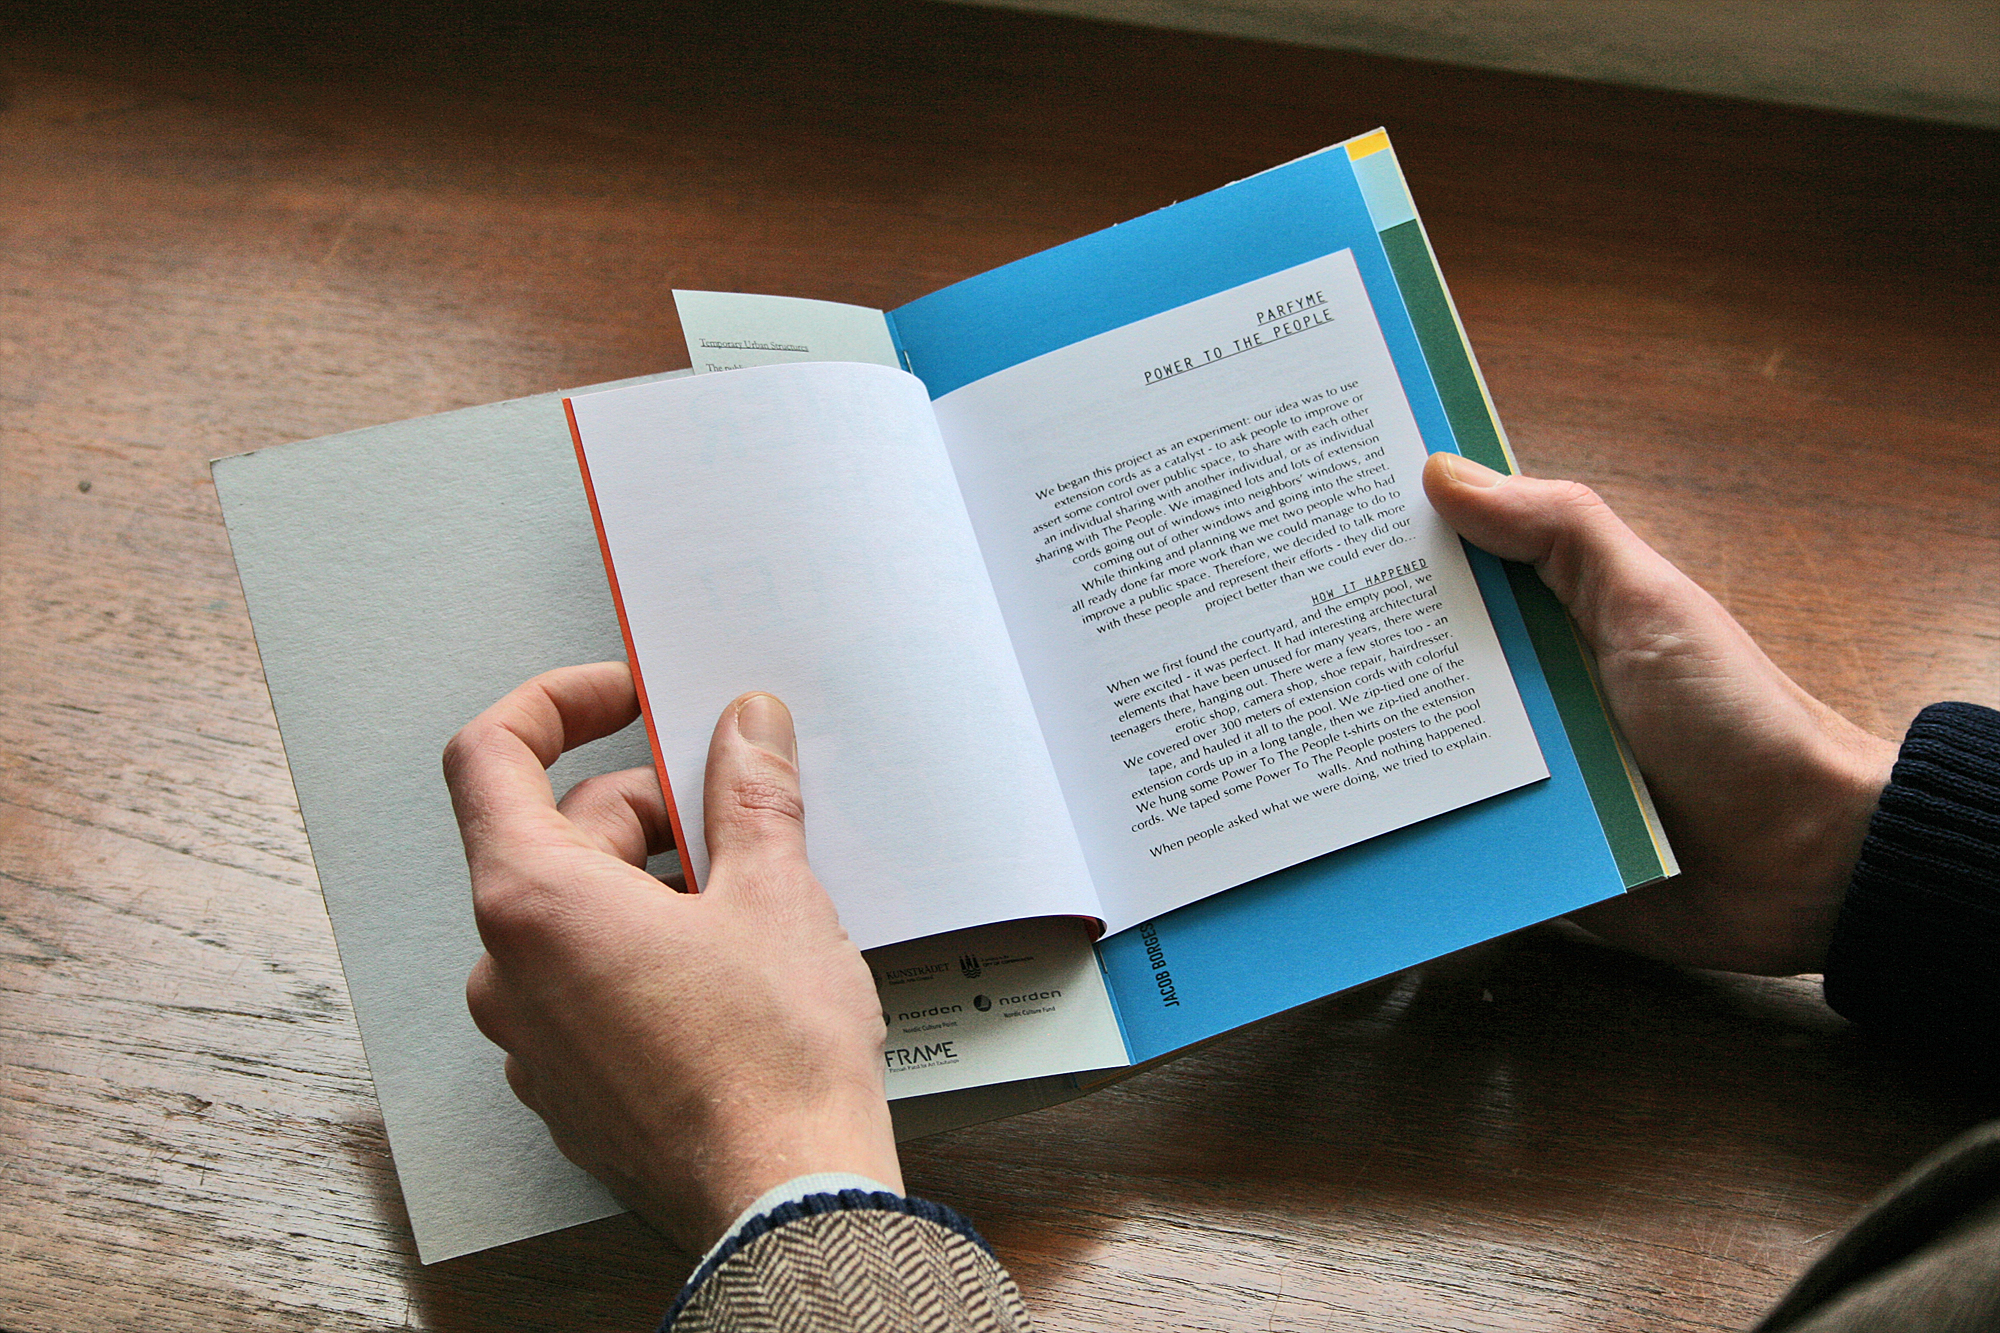 Temporary Urban Structures
The
PARFYME
POWER TO THE PEOPLE
We began this project as an experiment: our idea was to use
extension cords as a catalyst - to ask people to improve or
assert some control over public space, to share with each other
an individual sharing with another individual, or as individual
sharing with The People. We imagined lots and lots of extension
cords going out of windows into neighbors' windows, and
coming out of other windows and going into the street.
While thinking and planning we met two people who had
all ready done far more work than we could manage to do to
improve a public space. Therefore, we decided to talk more
with these people and represent their efforts - they did our
project better than we could ever do...
HOW IT HAPPENED
When we first found the courtyard, and the empty pool, we
were excited - it was perfect. It had interesting architectural
elements that have been unused for many years, there were
teenagers there, hanging out. There were a few stores too - an
erotic shop, camera shop, shoe repair, hairdresser.
We covered over 300 meters of extension cords with colorful
tape, and hauled it all to the pool. We zip-tied one of the
extension cords up in a long tangle, then we zip-tied another.
We hung some Power To The People t-shirts on the extension
cords. We taped some Power To The People posters to the pool
walls. And nothing happened.
When people asked what we were doing, we tried to explain.
JACOB BORGES
KUNSTRÅDET
norden
Nordic Culture Point
norden
Nordic Culture Fund
FRAME
Finnish Fund for Art Exchange